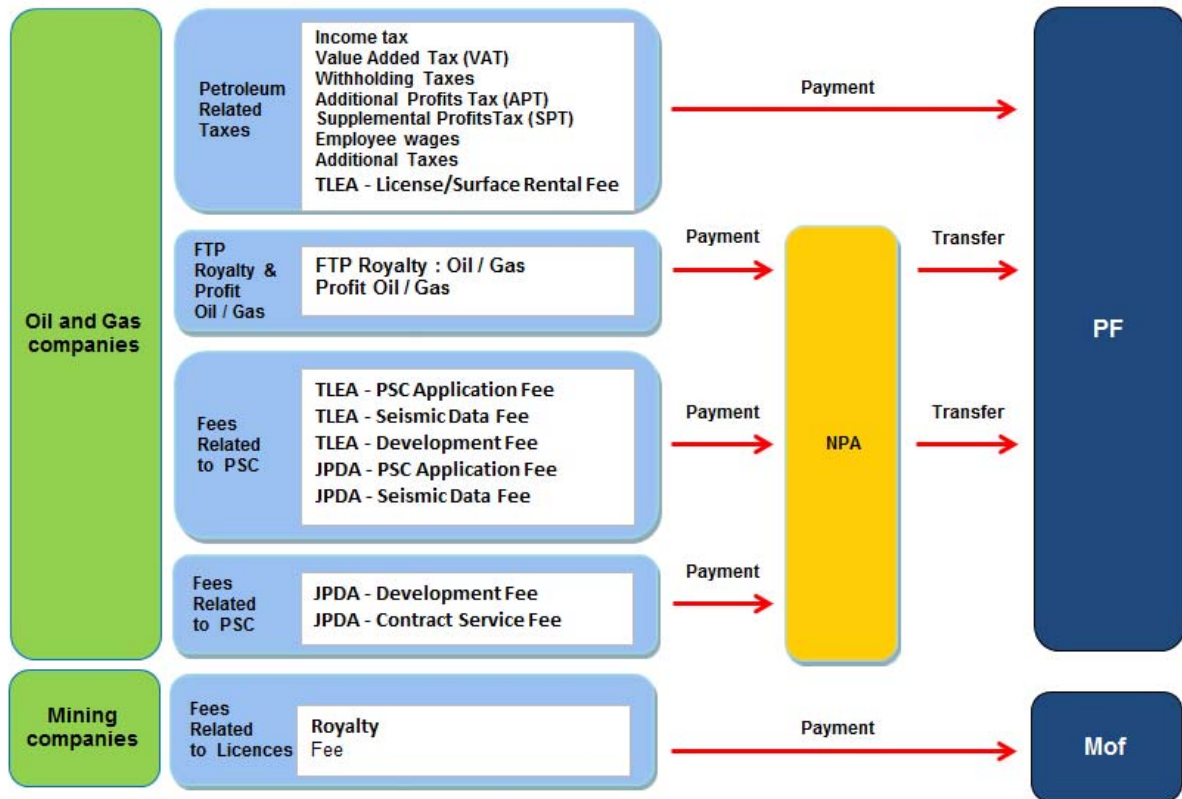 Oil and Gas
companies
Petroleum
Related
Taxes
Income tax
Value Added Tax (VAT)
Withholding Taxes
Additional Profits Tax (APT)
Supplemental ProfitsTax (SPT)
Employee wages
Additional Taxes
TLEA - License/Surface Rental Fee
Payment
PF
FTP
Royalty &
Profit
Oil / Gas
FTP Royalty : Oil / Gas
Profit Oil / Gas
Payment
NPA
Transfer
Fees
Related
to PSC
TLEA - PSC Application Fee
TLEA - Seismic Data Fee
TLEA - Development Fee
JPDA - PSC Application Fee
JPDA - Seismic Data Fee
Payment
Transfer
Fees
Related
to PSC
JPDA - Development Fee
JPDA - Contract Service Fee
Payment
Mining
companies
Fees
Related
to Licences
Royalty
Fee
Payment
Mof